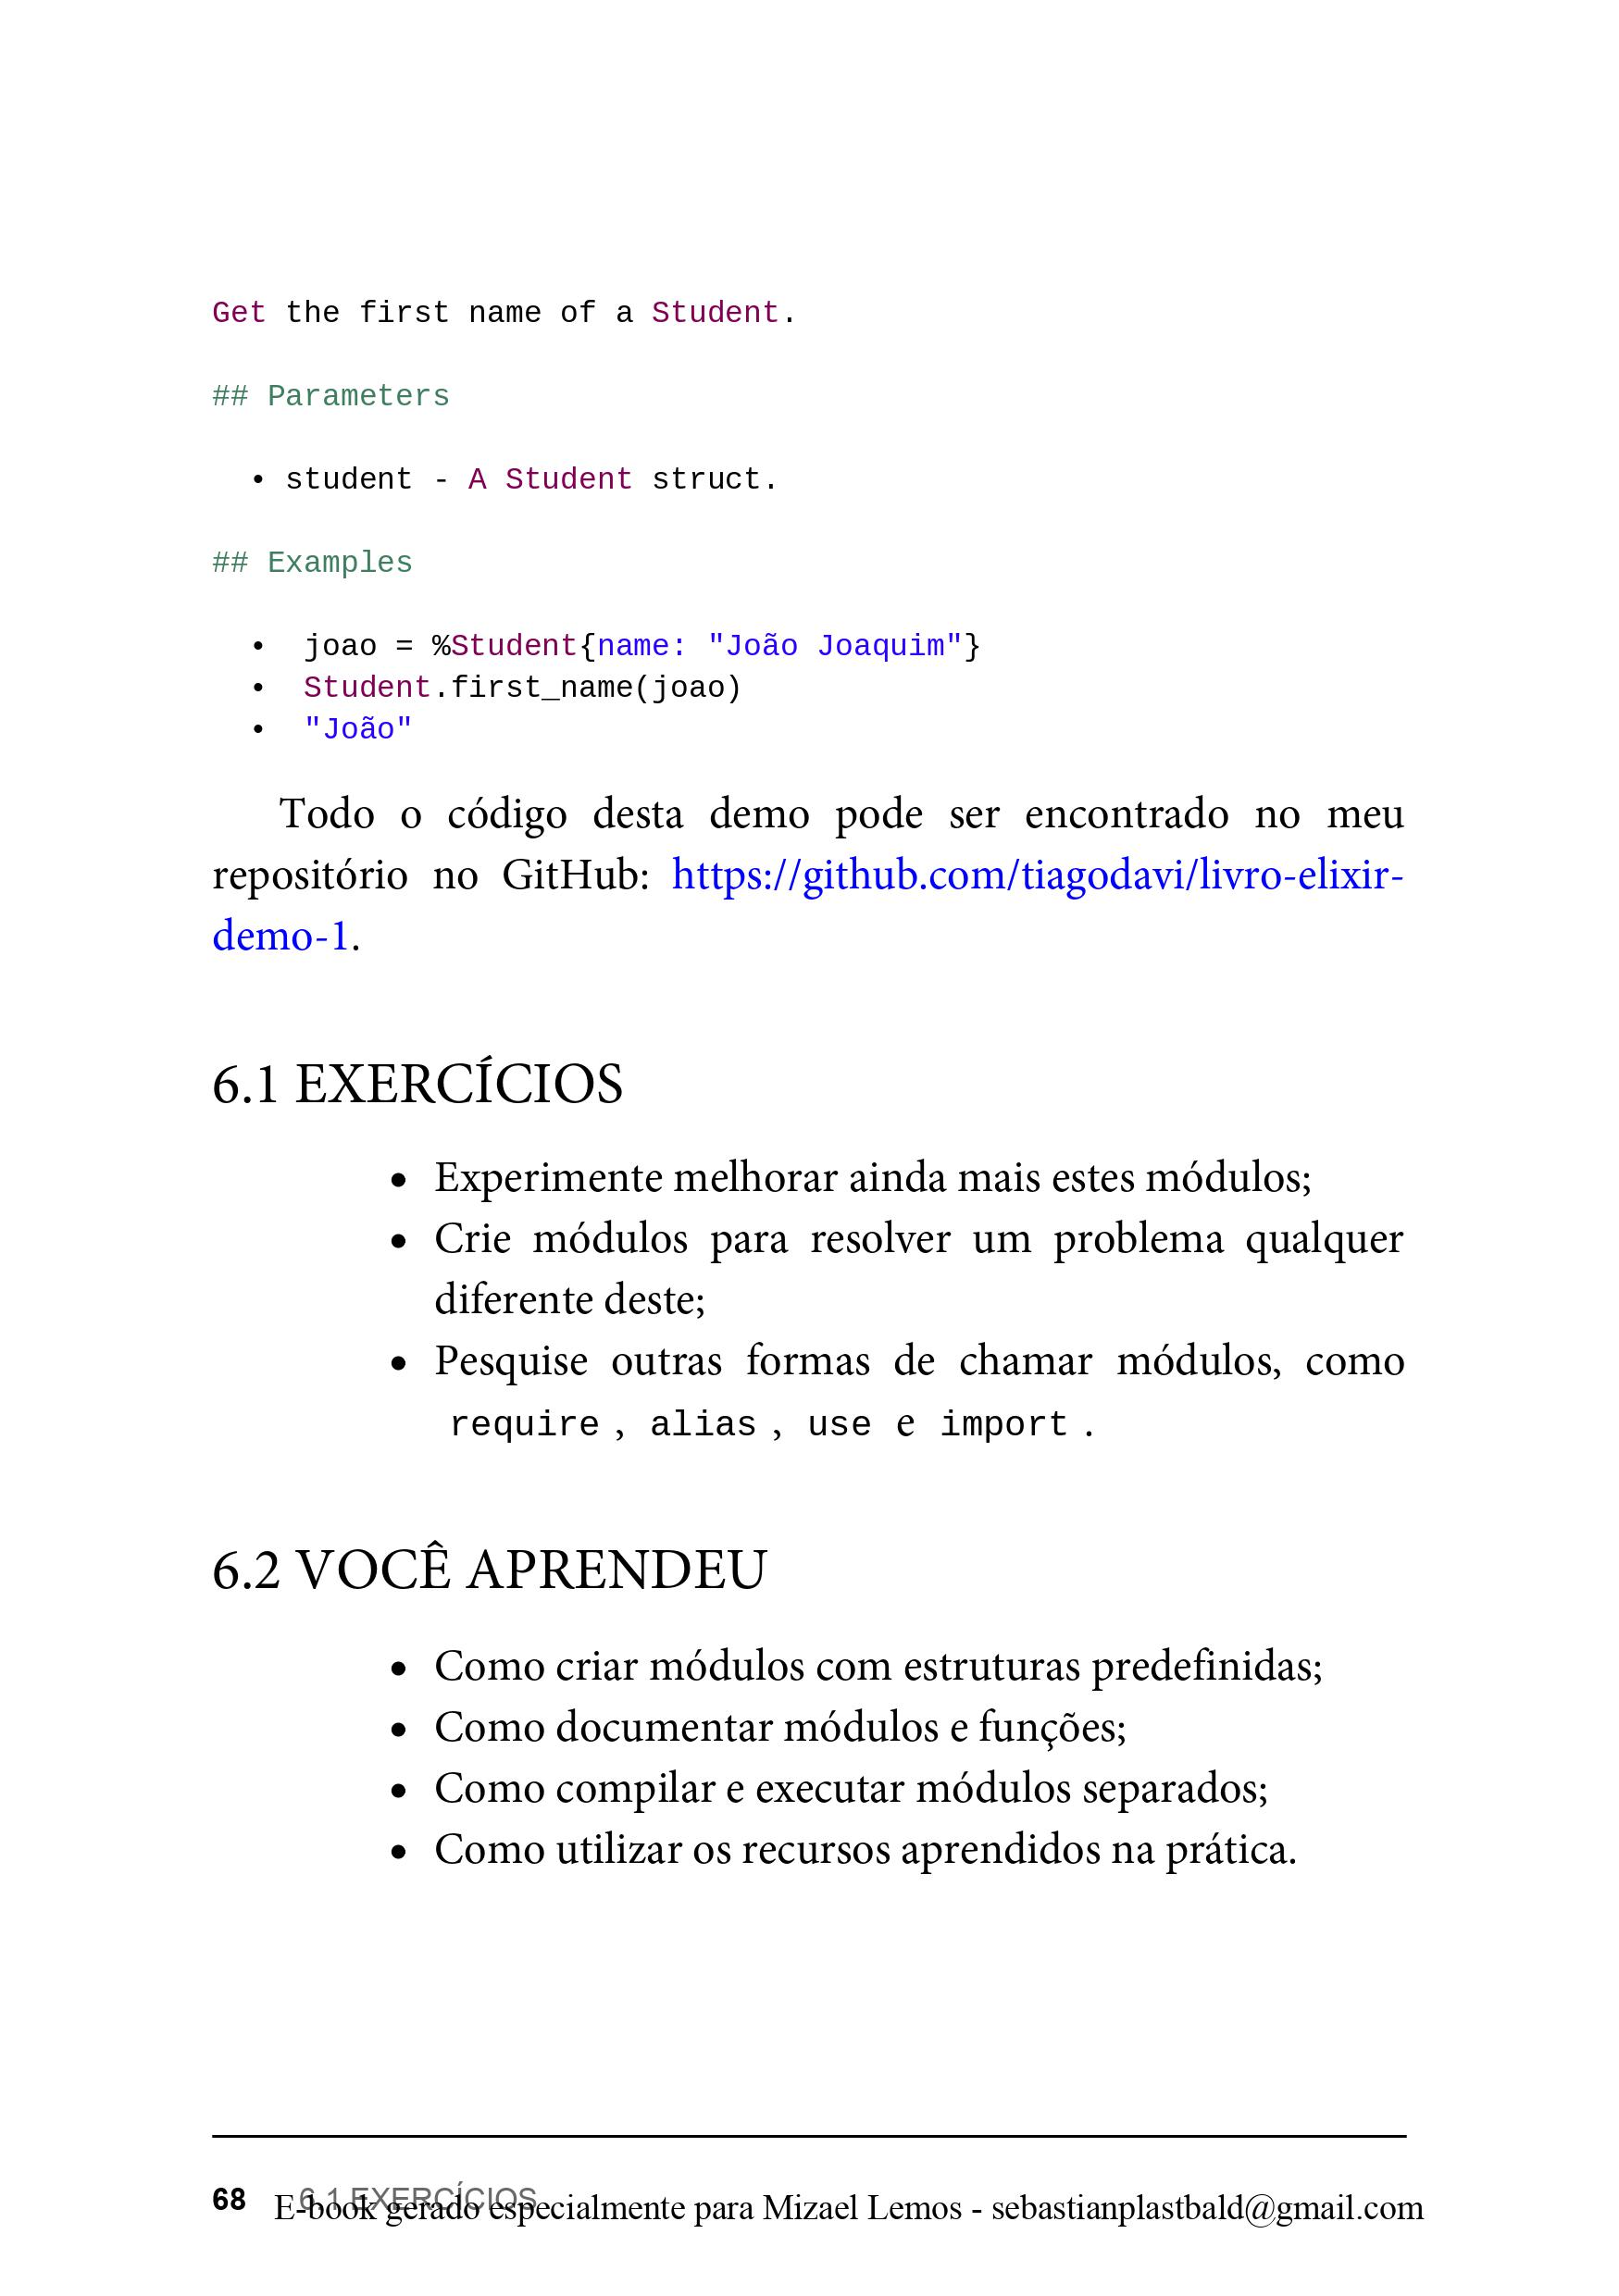 Get the first name of a Student.
## Parameters
• student - A Student struct.
## Examples
• joao = %Student{name: "João Joaquim"}
• Student.first_name(joao)
• "João"
Todo o código desta demo pode ser encontrado no meu
repositório no GitHub: https://github.com/tiagodavi/livro-elixir-
demo-1.
6.1 EXERCÍCIOS
• Experimente melhorar ainda mais estes módulos;
• Crie módulos para resolver um problema qualquer
diferente deste;
• Pesquise outras formas de chamar módulos, como
require , alias , use e import .
6.2 VOCÊ APRENDEU
• Como criar módulos com estruturas predefinidas;
• Como documentar módulos e funções;
• Como compilar e executar módulos separados;
• Como utilizar os recursos aprendidos na prática.
68 6.1 EXERCÍCIOS
E-book gerado especialmente para Mizael Lemos - sebastianplastbald@gmail.com